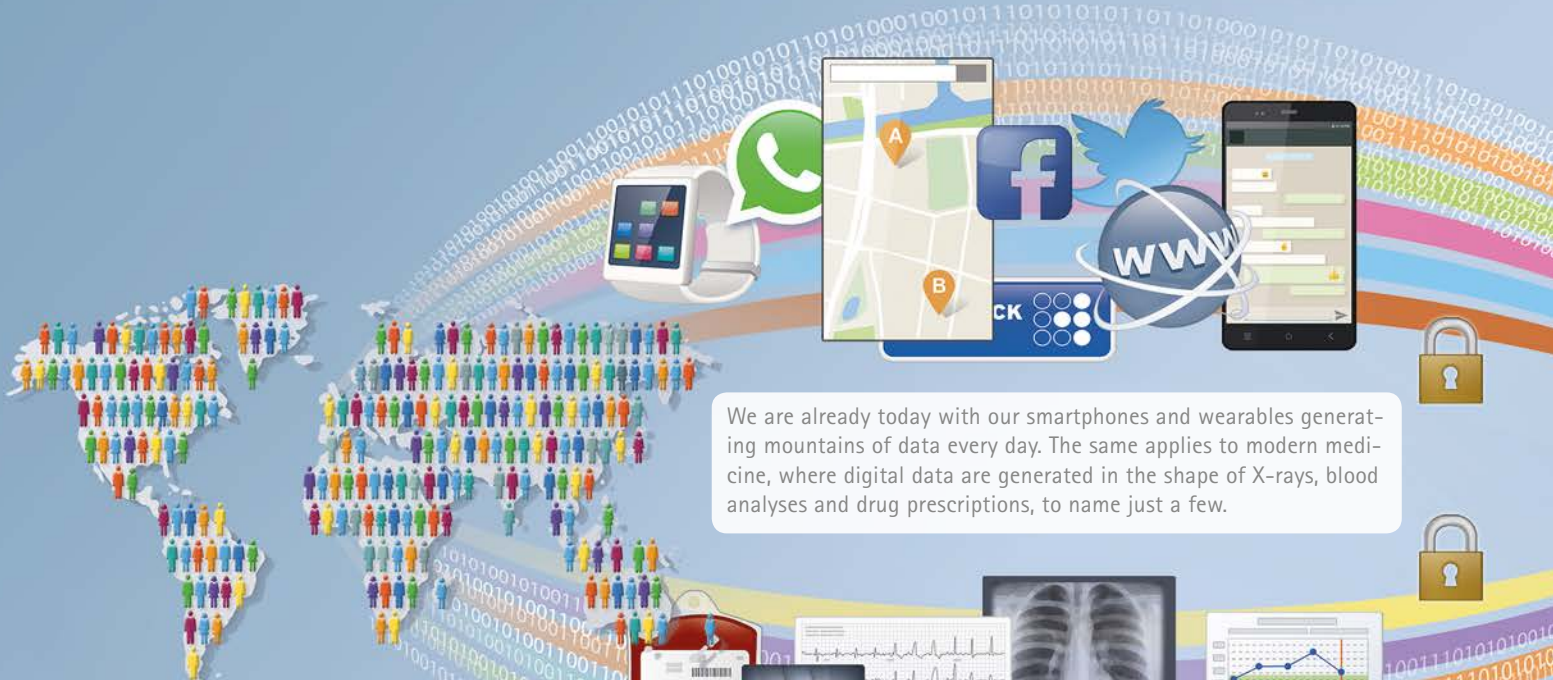 A
B
WWW
CK
We are already today with our smartphones and wearables generat-
ing mountains of data every day. The same applies to modern medi-
cine, where digital data are generated in the shape of X-rays, blood
analyses and drug prescriptions, to name just a few.